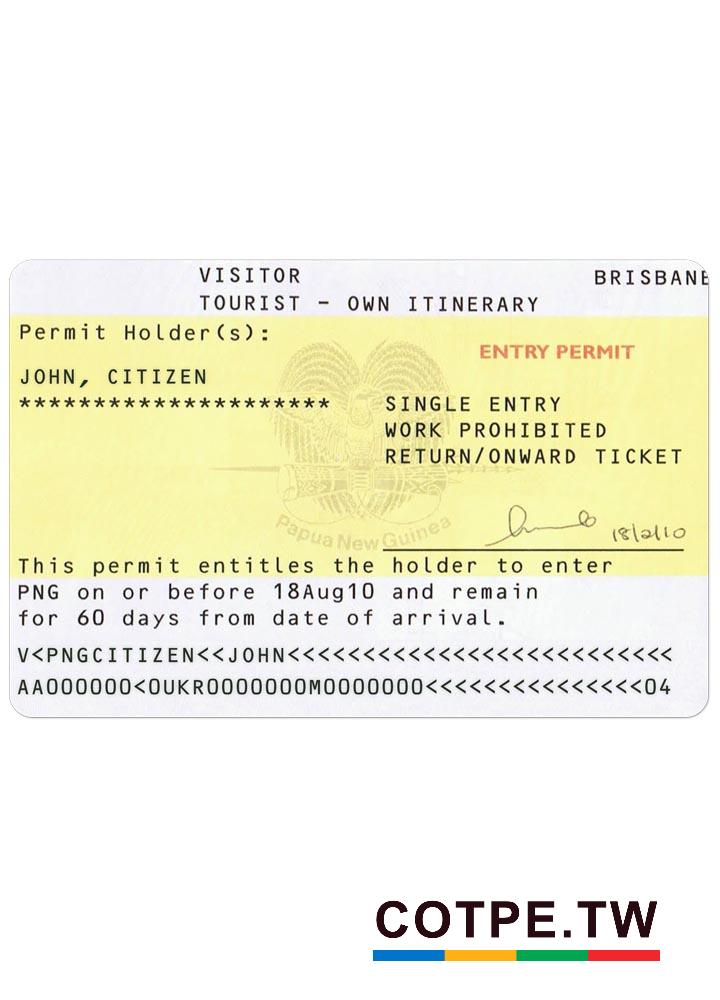 VISITOR BRISBANE
TOURIST - OWN ITINERARY
Permit Holder(s):
ENTRY PERMIT
JOHN, CITIZEN
********************* SINGLE ENTRY
WORK PROHIBITED
RETURN/ONWARD TICKET
Papua New Guinea
18/2/10
This permit entitles the holder to enter
PNG on or before 18Aug10 and remain
for 60 days from date of arrival.
V<PNGCITIZEN<<JOHN<<<<<<<<<<<<<<<<<<<<<<<<<<
AA000000<0UKR0000000M0000000<<<<<<<<<<<<<<04
COTPE.TW